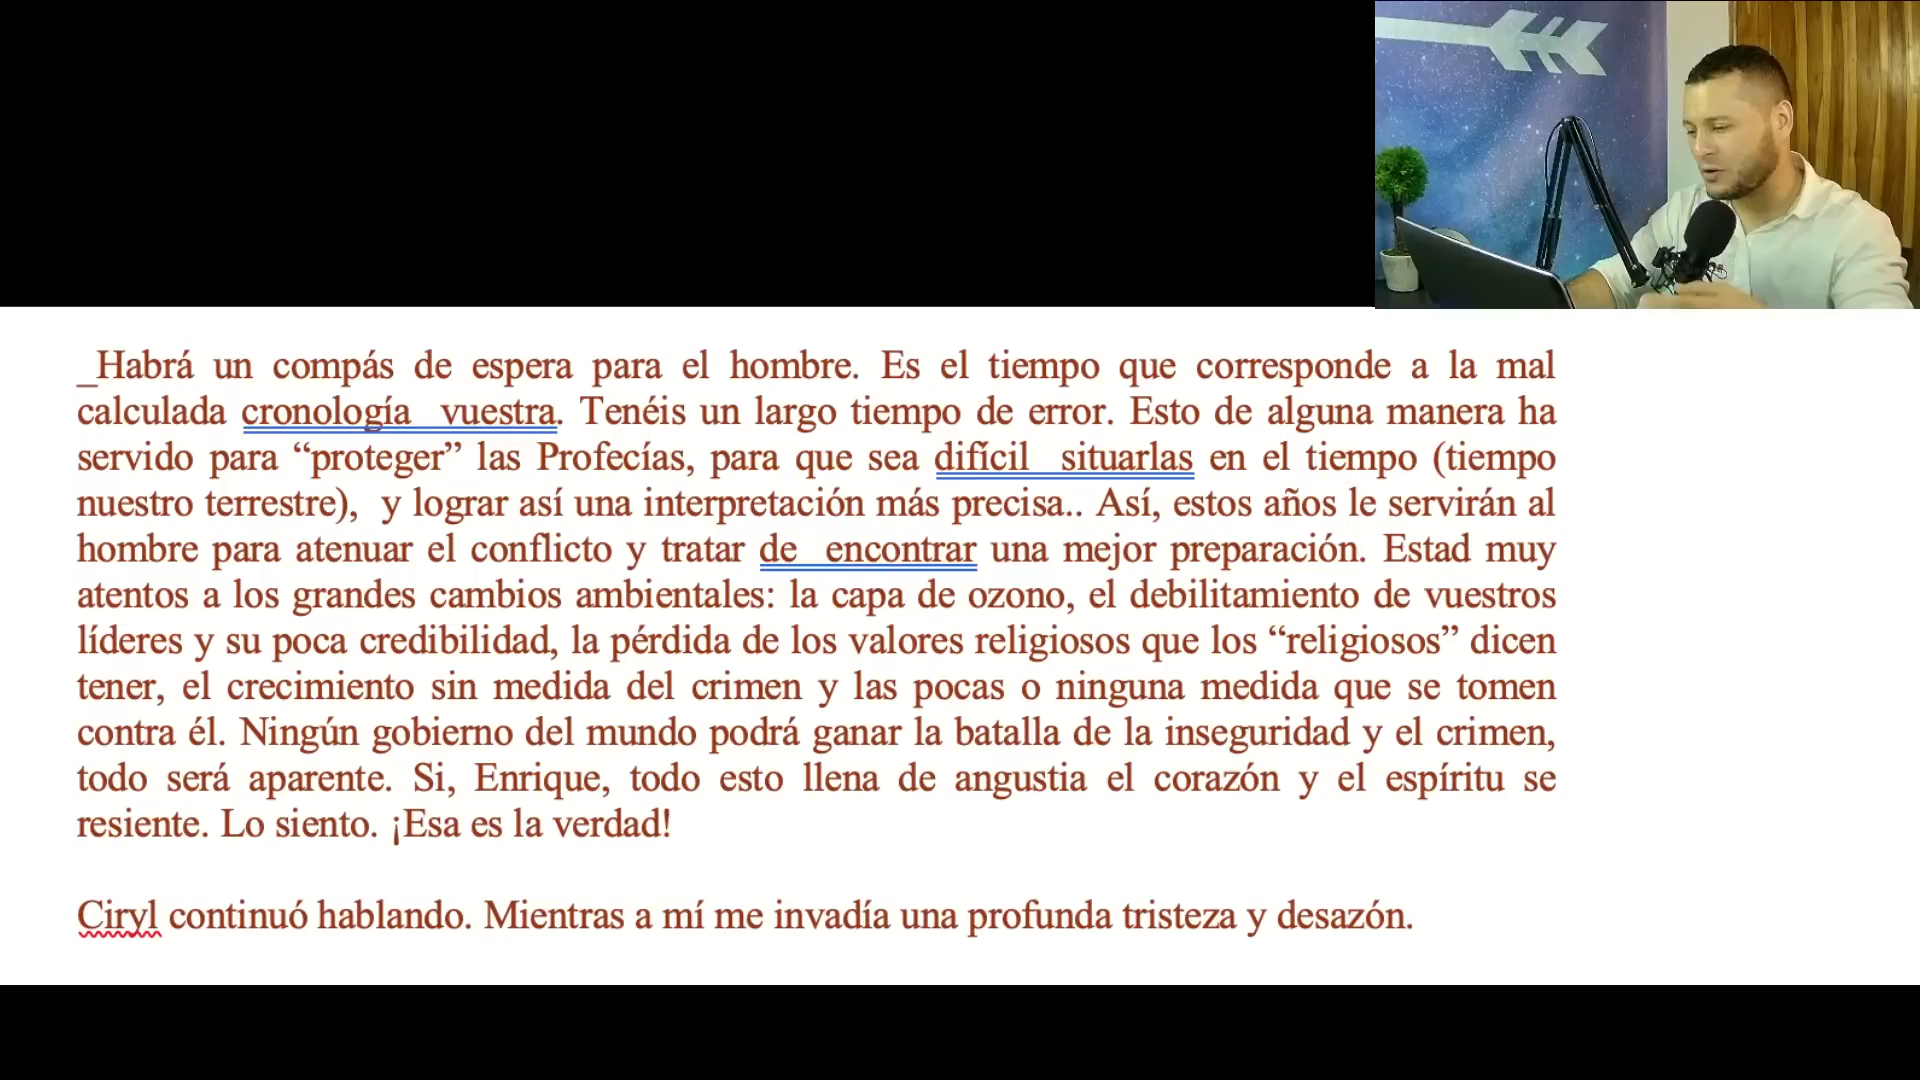 _Habrá un compás de espera para el hombre. Es el tiempo que corresponde a la mal
calculada cronología vuestra. Tenéis un largo tiempo de error. Esto de alguna manera ha
servido para “proteger” las Profecías, para que sea difícil situarlas en el tiempo (tiempo
nuestro terrestre), y lograr así una interpretación más precisa.. Así, estos años le servirán al
hombre para atenuar el conflicto y tratar de encontrar una mejor preparación. Estad muy
atentos a los grandes cambios ambientales: la capa de ozono, el debilitamiento de vuestros
líderes y su poca credibilidad, la pérdida de los valores religiosos que los “religiosos” dicen
tener, el crecimiento sin medida del crimen y las pocas o ninguna medida que se tomen
contra él. Ningún gobierno del mundo podrá ganar la batalla de la inseguridad y el crimen,
todo será aparente. Si, Enrique, todo esto llena de angustia el corazón y el espíritu se
resiente. Lo siento. ¡Esa es la verdad!
Ciryl continuó hablando. Mientras a mí me invadía una profunda tristeza y desazón.